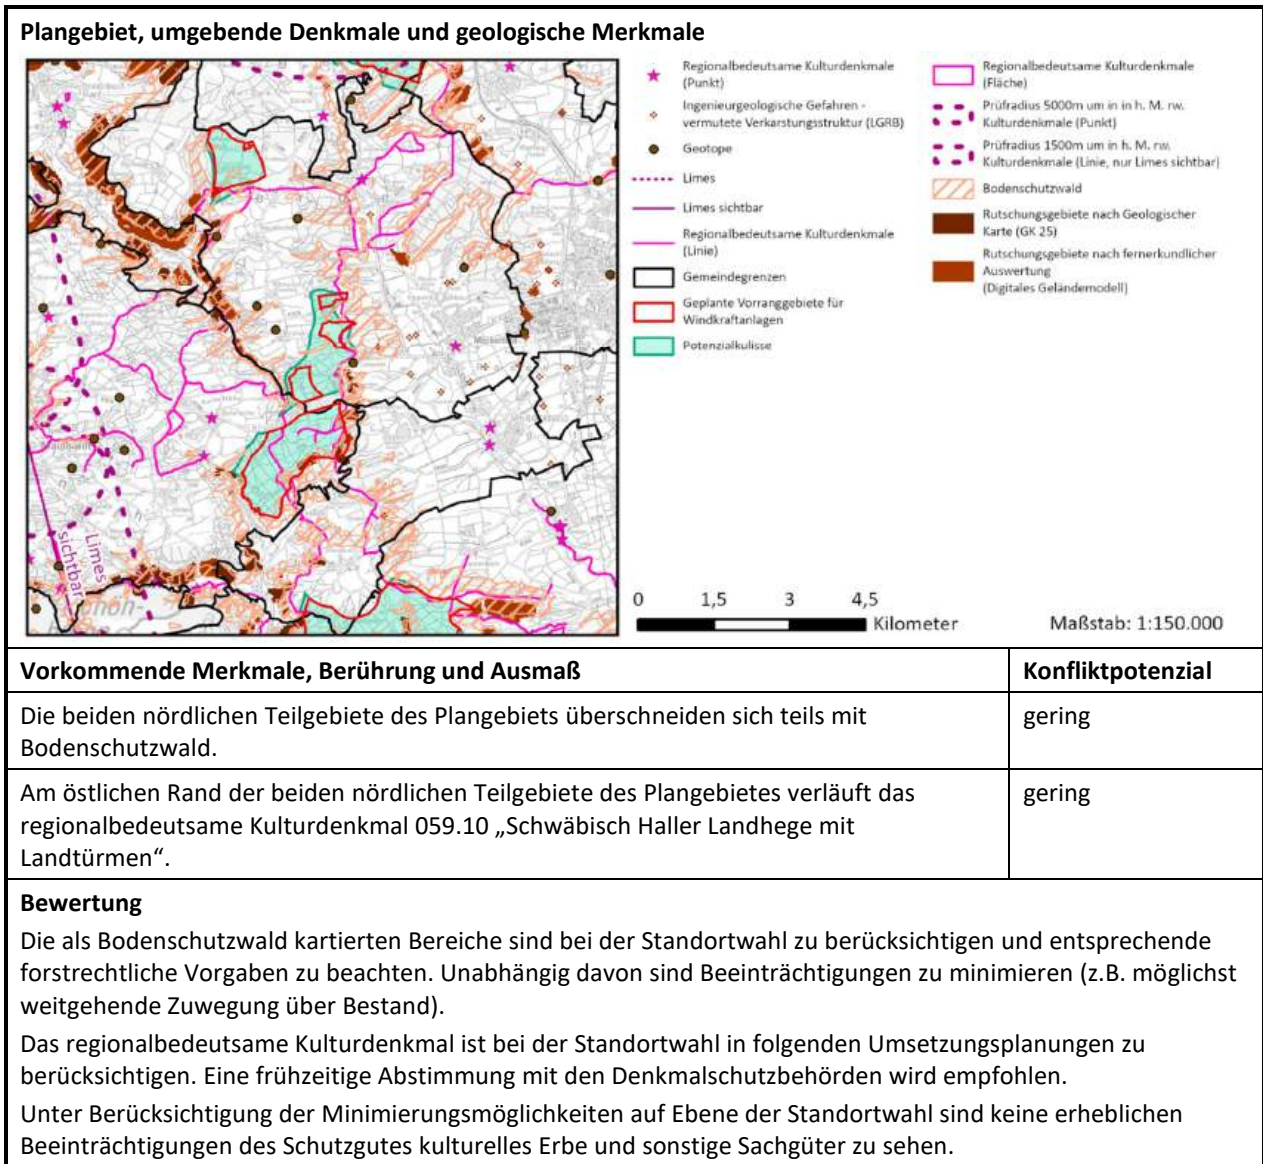 Plangebiet, umgebende Denkmale und geologische Merkmale
Regionalbedeutsame Kulturdenkmale
(Punkt)
Ingenieurgeologische Gefahren -
vermutete Verkarstungsstruktur (LGRB)
Geotope
Limes
Limes sichtbar
Regionalbedeutsame Kulturdenkmale
(Linie)
Gemeindegrenzen
Geplante Vorranggebiete für
Windkraftanlagen
Potenzialkulisse
Regionalbedeutsame Kulturdenkmale
(Fläche)
Prüfradius 5000m um in in h. M. rw.
Kulturdenkmale (Punkt)
Prüfradius 1500m um in h. M. rw.
Kulturdenkmale (Linie, nur Limes sichtbar)
Bodenschutzwald
Rutschungsgebiete nach Geologischer
Karte (GK 25)
Rutschungsgebiete nach fernerkundlicher
Auswertung
(Digitales Geländemodell)
Limes
sichtbar
0 1,5 3 4,5
Kilometer
Maßstab: 1:150.000
Vorkommende Merkmale, Berührung und Ausmaß
Konfliktpotenzial
Die beiden nördlichen Teilgebiete des Plangebiets überschneiden sich teils mit
Bodenschutzwald.
gering
Am östlichen Rand der beiden nördlichen Teilgebiete des Plangebietes verläuft das
regionalbedeutsame Kulturdenkmal 059.10 „Schwäbisch Haller Landhege mit
Landtürmen“.
gering
Bewertung
Die als Bodenschutzwald kartierten Bereiche sind bei der Standortwahl zu berücksichtigen und entsprechende
forstrechtliche Vorgaben zu beachten. Unabhängig davon sind Beeinträchtigungen zu minimieren (z.B. möglichst
weitgehende Zuwegung über Bestand).
Das regionalbedeutsame Kulturdenkmal ist bei der Standortwahl in folgenden Umsetzungsplanungen zu
berücksichtigen. Eine frühzeitige Abstimmung mit den Denkmalschutzbehörden wird empfohlen.
Unter Berücksichtigung der Minimierungsmöglichkeiten auf Ebene der Standortwahl sind keine erheblichen
Beeinträchtigungen des Schutzgutes kulturelles Erbe und sonstige Sachgüter zu sehen.